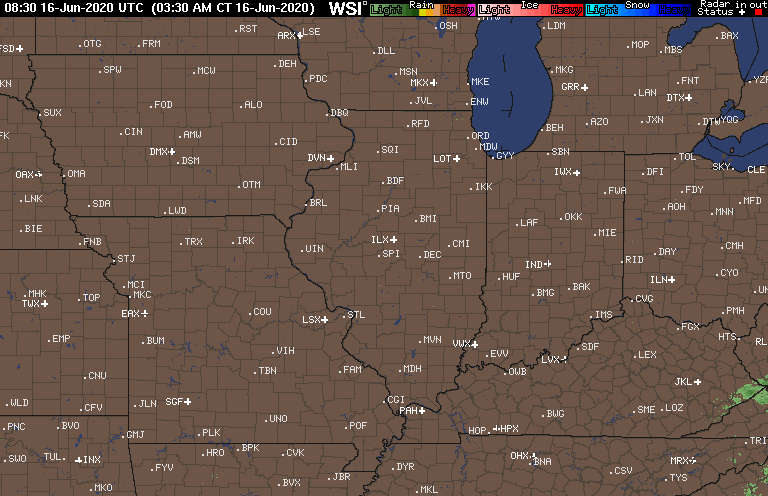 08:30 16-Jun-2020 UTC (03:30 AM CT 16-Jun-2020) WSI Light Rain Heavy Light Ice Heavy Light Snow Heavy Radar in out
Status
RST ARX LSE OSH MTW LDM BAX
FSD OTG FRM DLL MOP MBS
SPW MCW DEH PDC MSN MKX MKE MKG GRR FNT YZR
KN LAN DTX
SUX FOD ALO DBQ JVL ENW
FK CIN AMW CID RFD ORD BEH AZO JXN DTW YQG
DMX DSM DVN MLI SQI LOT MDW GYY SBN TOL SKY CLE
OAX OMA OTM BDF IKK IWX FWA DFI FDY
LNK SDA LWD BRL PIA BMI LAF OKK AOH MNN MFD
BIE FNB TRX IRK UIN ILX SPI DEC CMI MIE DAY CMH
STJ IND RID
MHK TWX TOP MCI MKC MTO HUF BMG BAK ILN CYO UN
EAX COU LSX STL IMS CVG PMH
EMP BUM VIH MVN VWX EVV LVX SDF LEX FGX HTS RL
CNU TBN FAM MDH OWB JKL
WLD CFV JLN SGF CGI PAH BWG SME LOZ
PNC BVO GMJ PLK UNO POF HOP HPX TRI
SWO TUL INX FYV HRO BPK CVK DYR OHX BNA CSV MRX TYS
MKO BVX JBR MKL